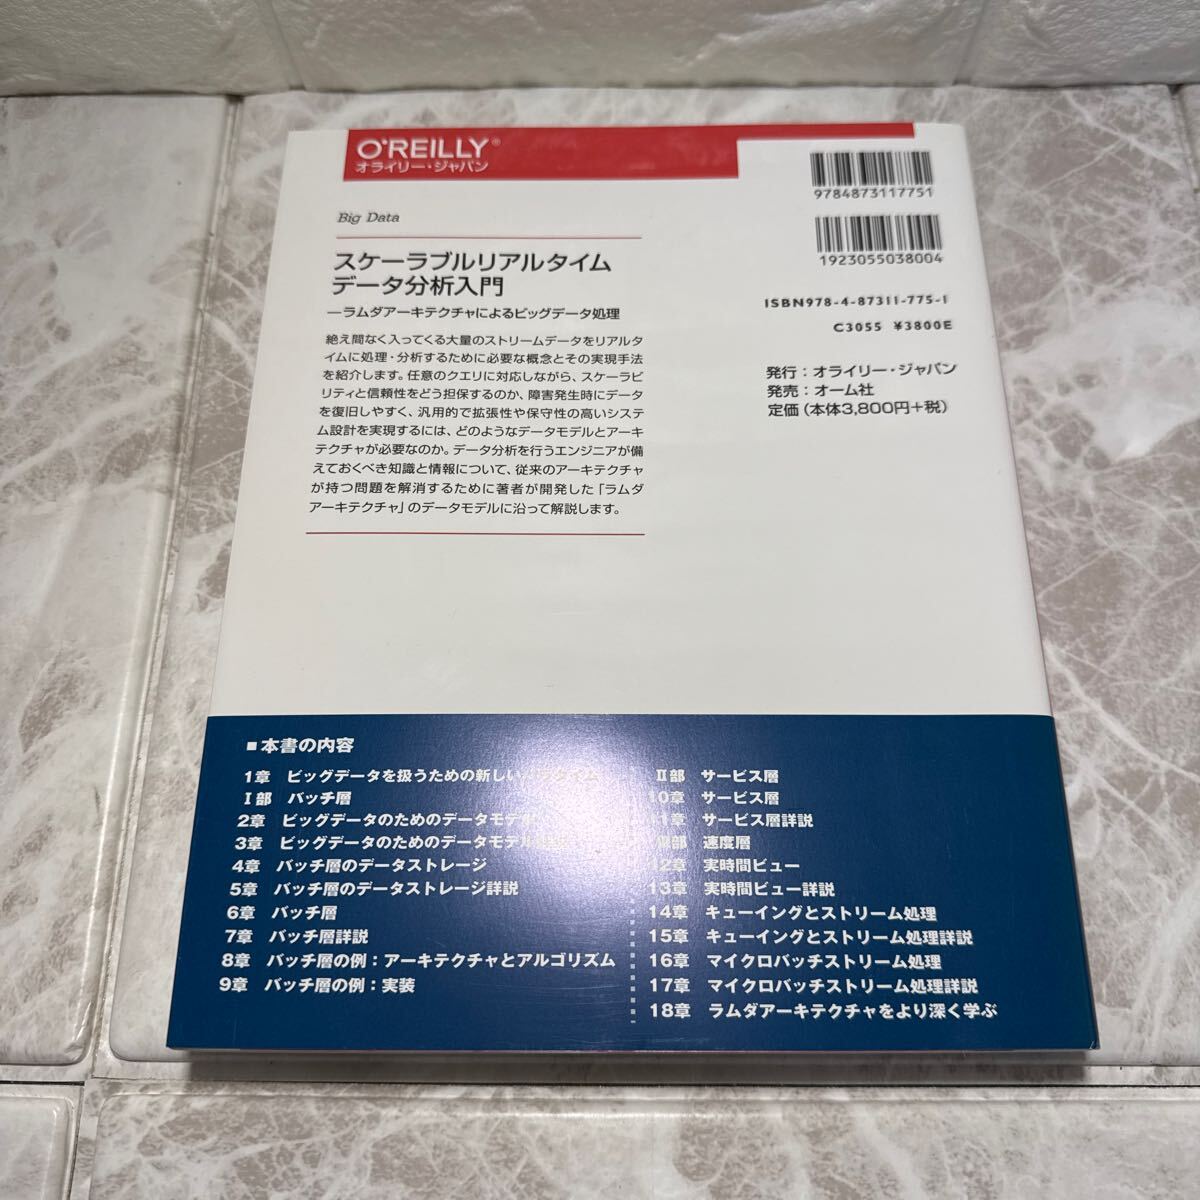 O'REILLY®
オライリー・ジャパン
9784873117751
1923055038004
ISBN978-4-87311-775-1
C3055 ¥3800E
発行：オライリー・ジャパン
発売：オーム社
定価（本体3,800円+税）
Big Data
スケーラブルリアルタイム
データ分析入門
―ラムダアーキテクチャによるビッグデータ処理
絶え間なく入ってくる大量のストリームデータをリアルタ
イムに処理・分析するために必要な概念とその実現手法
を紹介します。任意のクエリに対応しながら、スケーラビ
リティと信頼性をどう担保するのか、障害発生時にデータ
を復旧しやすく、汎用的で拡張性や保守性の高いシステ
ム設計を実現するには、どのようなデータモデルとアーキ
テクチャが必要なのか。データ分析を行うエンジニアが備
えておくべき知識と情報について、従来のアーキテクチャ
が持つ問題を解消するために著者が開発した「ラムダ
アーキテクチャ」のデータモデルに沿って解説します。
■本書の内容
1章 ビッグデータを扱うための新しい
I部 バッチ層
2章 ビッグデータのためのデータモデル
3章 ビッグデータのためのデータモデル
4章 バッチ層のデータストレージ
5章 バッチ層のデータストレージ詳説
6章 バッチ層
7章 バッチ層詳説
8章 バッチ層の例：アーキテクチャとアルゴリズム
9章 バッチ層の例：実装
II部 サービス層
10章 サービス層
11章 サービス層詳説
速度層
12章 実時間ビュー
13章 実時間ビュー詳説
14章 キューイングとストリーム処理
15章 キューイングとストリーム処理詳説
16章 マイクロバッチストリーム処理
17章 マイクロバッチストリーム処理詳説
18章 ラムダアーキテクチャをより深く学ぶ